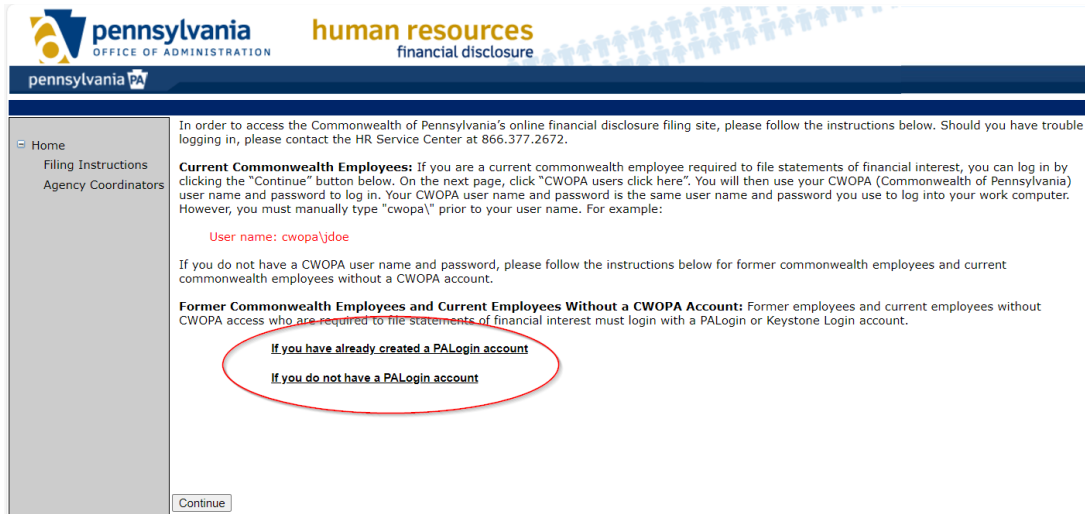 pennsylvania
OFFICE OF ADMINISTRATION
human resources
financial disclosure
pennsylvania PA
Home
Filing Instructions
Agency Coordinators
In order to access the Commonwealth of Pennsylvania's online financial disclosure filing site, please follow the instructions below. Should you have trouble
logging in, please contact the HR Service Center at 866.377.2672.
Current Commonwealth Employees: If you are a current commonwealth employee required to file statements of financial interest, you can log in by
clicking the "Continue" button below. On the next page, click "CWOPA users click here". You will then use your CWOPA (Commonwealth of Pennsylvania)
user name and password to log in. Your CWOPA user name and password is the same user name and password you use to log into your work computer.
However, you must manually type "cwopa\" prior to your user name. For example:
User name: cwopa\jdoe
If you do not have a CWOPA user name and password, please follow the instructions below for former commonwealth employees and current
commonwealth employees without a CWOPA account.
Former Commonwealth Employees and Current Employees Without a CWOPA Account: Former employees and current employees without
CWOPA access who are required to file statements of financial interest must login with a PALogin or Keystone Login account.
If you have already created a PALogin account
If you do not have a PALogin account
Continue